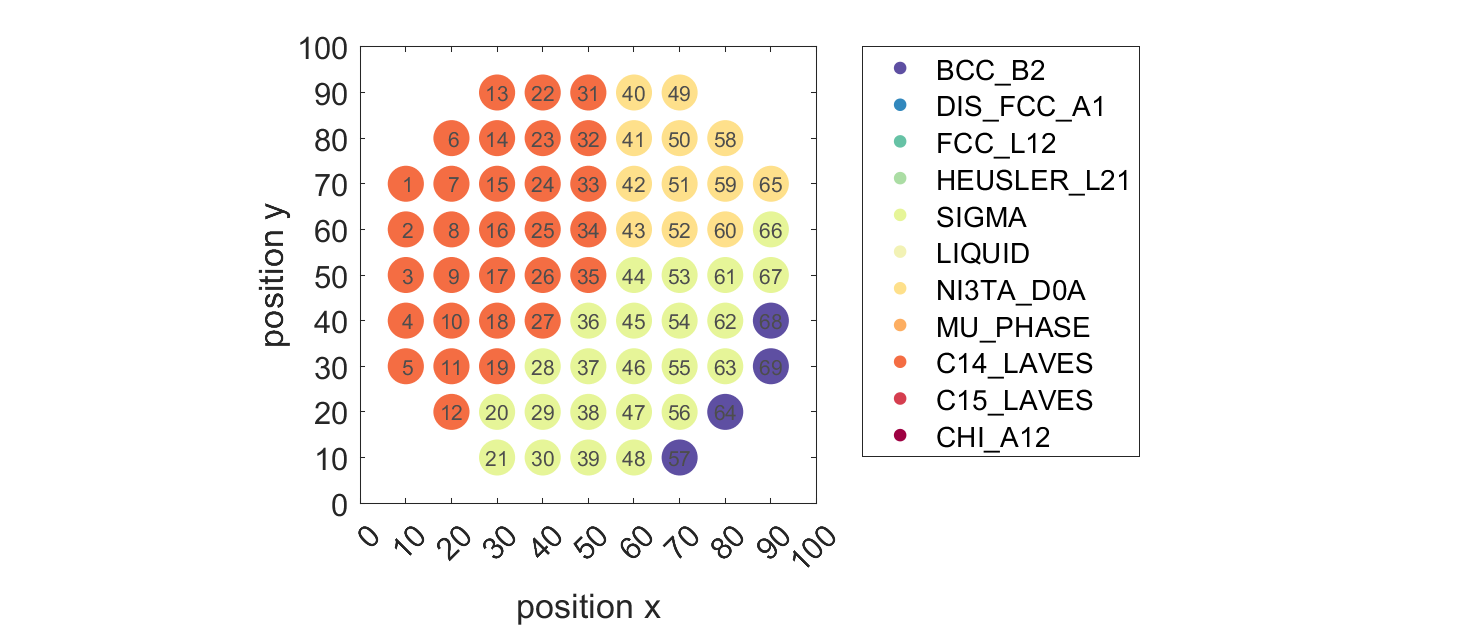 100
90
80
70
60
50
40
30
20
10
0
13 22 31 40 49
6 14 23 32 41 50 58
1 7 15 24 33 42 51 59 65
2 8 16 25 34 43 52 60 66
3 9 17 26 35 44 53 61 67
4 10 18 27 36 45 54 62 68
5 11 19 28 37 46 55 63 69
12 20 29 38 47 56 64
21 30 39 48 57
0 10 20 30 40 50 60 70 80 90 100
position x
position y
BCC_B2
DIS_FCC_A1
FCC_L12
HEUSLER_L21
SIGMA
LIQUID
NI3TA_D0A
MU_PHASE
C14_LAVES
C15_LAVES
CHI_A12